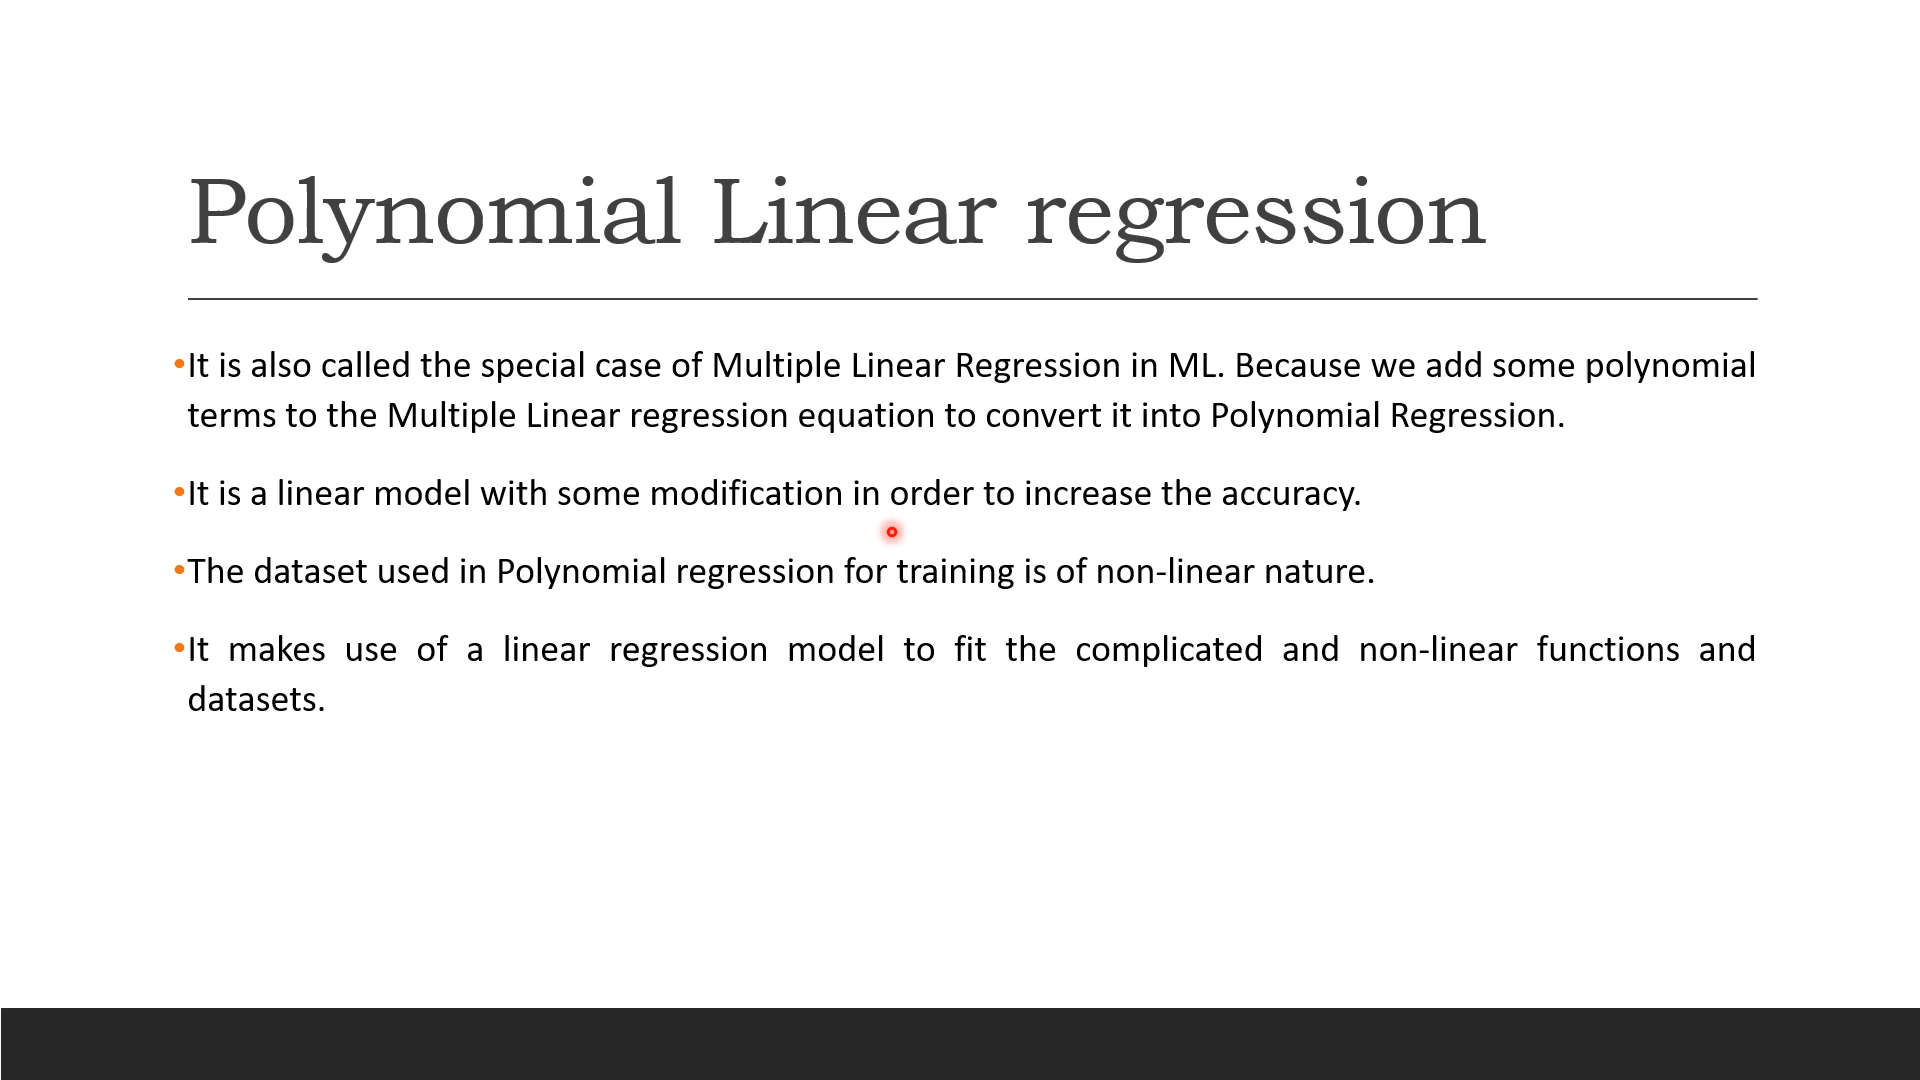 Polynomial Linear regression
•It is also called the special case of Multiple Linear Regression in ML. Because we add some polynomial
terms to the Multiple Linear regression equation to convert it into Polynomial Regression.
•It is a linear model with some modification in order to increase the accuracy.
•The dataset used in Polynomial regression for training is of non-linear nature.
•It makes use of a linear regression model to fit the complicated and non-linear functions and
datasets.